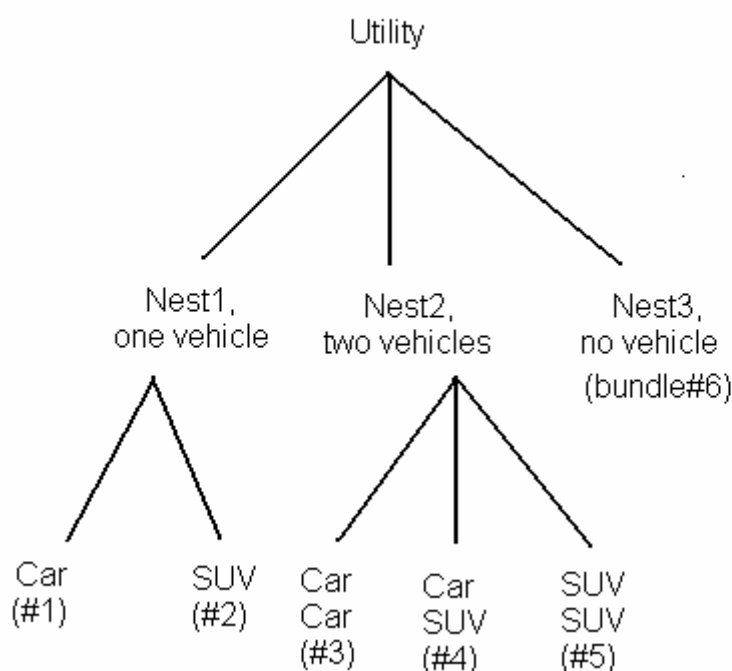 Utility
Nest1,
one vehicle
Nest2,
two vehicles
Nest3,
no vehicle
(bundle#6)
Car
(#1)
SUV
(#2)
Car
Car
(#3)
Car
SUV
(#4)
SUV
SUV
(#5)